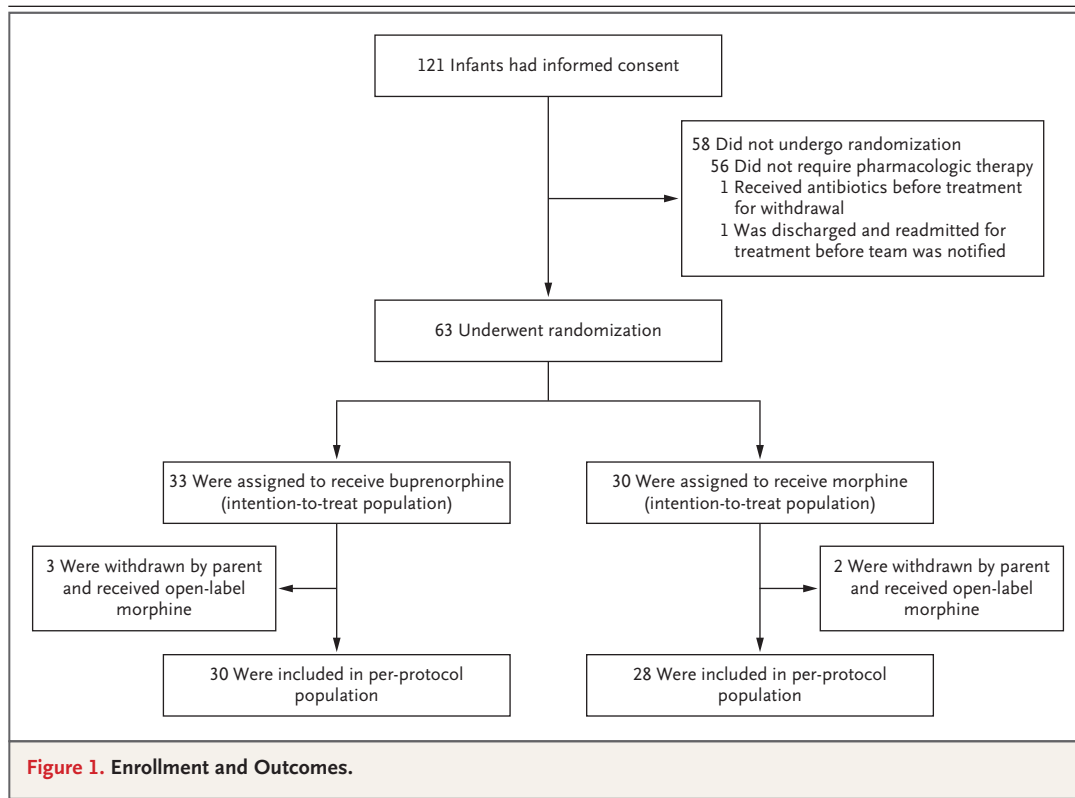 121 Infants had informed consent
58 Did not undergo randomization
56 Did not require pharmacologic therapy
1 Received antibiotics before treatment
for withdrawal
1 Was discharged and readmitted for
treatment before team was notified
63 Underwent randomization
33 Were assigned to receive buprenorphine
(intention-to-treat population)
30 Were assigned to receive morphine
(intention-to-treat population)
3 Were withdrawn by parent
and received open-label
morphine
2 Were withdrawn by parent
and received open-label
morphine
30 Were included in per-protocol
population
28 Were included in per-protocol
population
Figure 1. Enrollment and Outcomes.